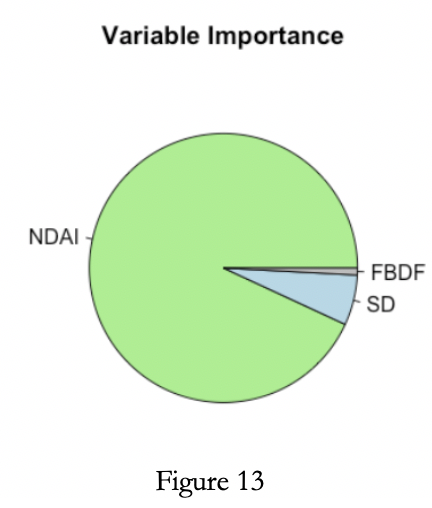 Variable Importance
NDAI
FBDF
SD
Figure 13